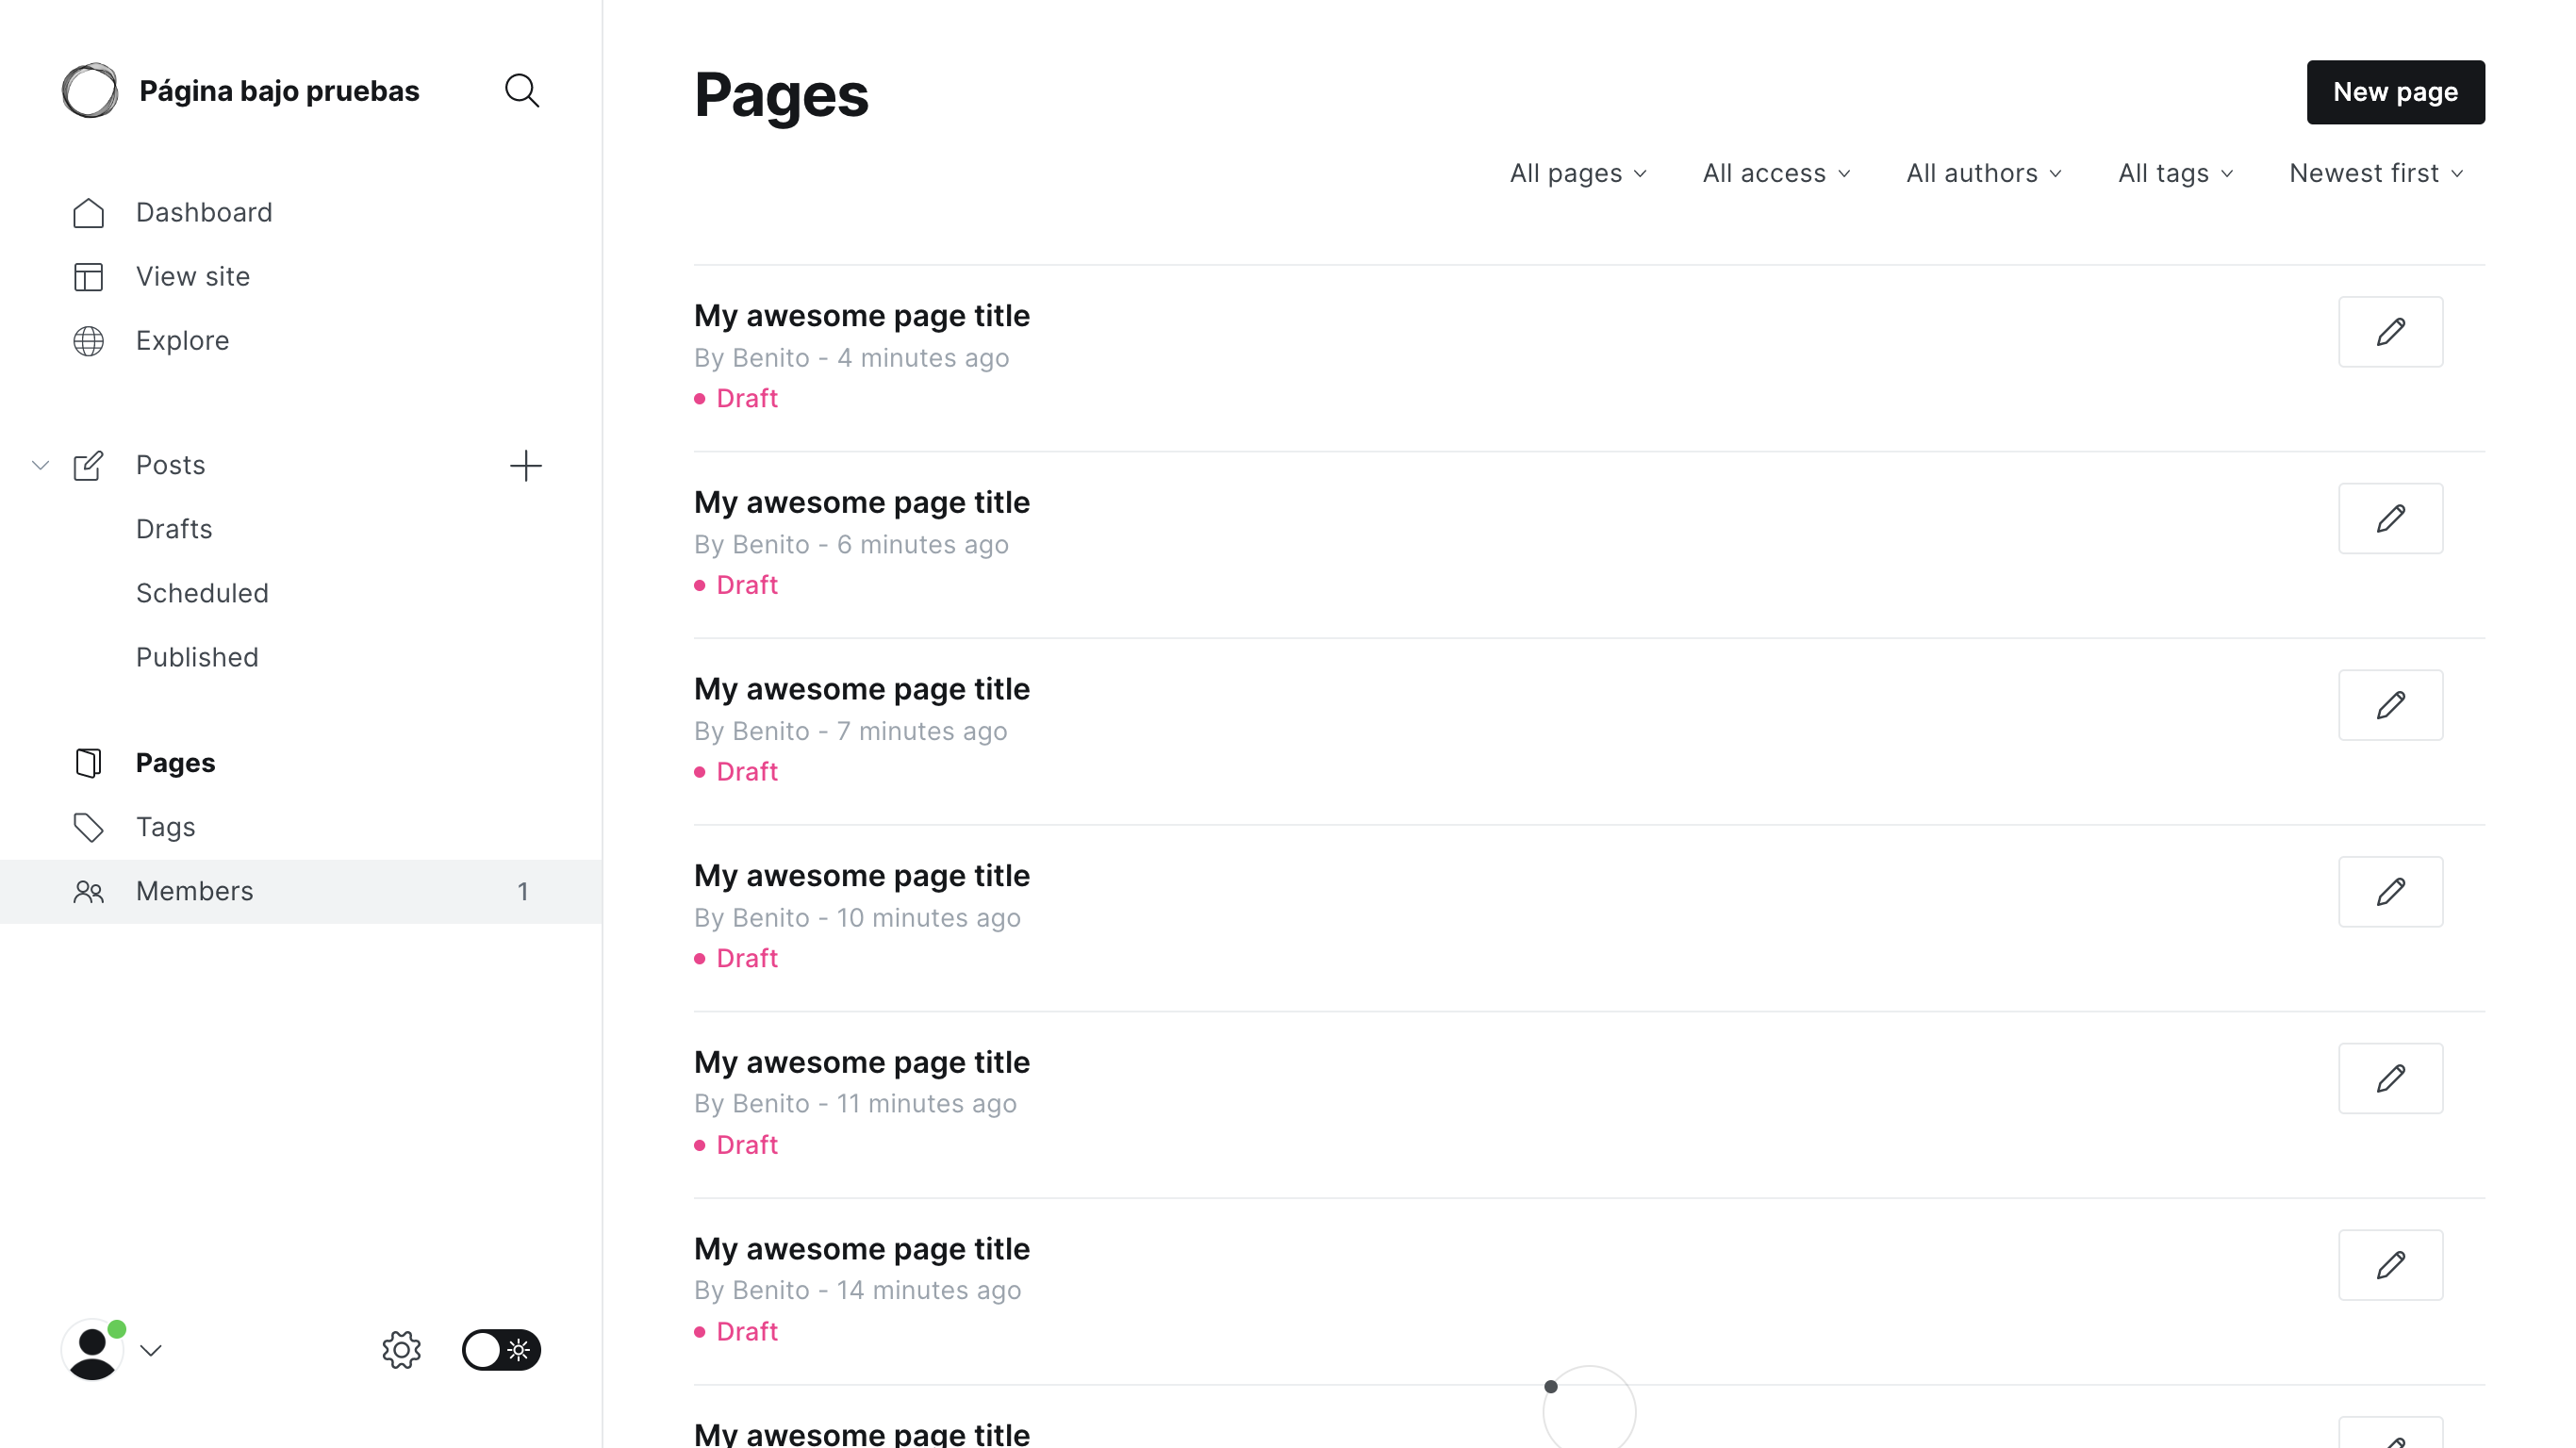 Página bajo pruebas
Dashboard
View site
Explore
Posts
Drafts
Scheduled
Published
Pages
Tags
Members 1
Pages
New page
All pages All access All authors All tags Newest first
My awesome page title
By Benito - 4 minutes ago
Draft
My awesome page title
By Benito - 6 minutes ago
Draft
My awesome page title
By Benito - 7 minutes ago
Draft
My awesome page title
By Benito - 10 minutes ago
Draft
My awesome page title
By Benito - 11 minutes ago
Draft
My awesome page title
By Benito - 14 minutes ago
Draft
My awesome page title